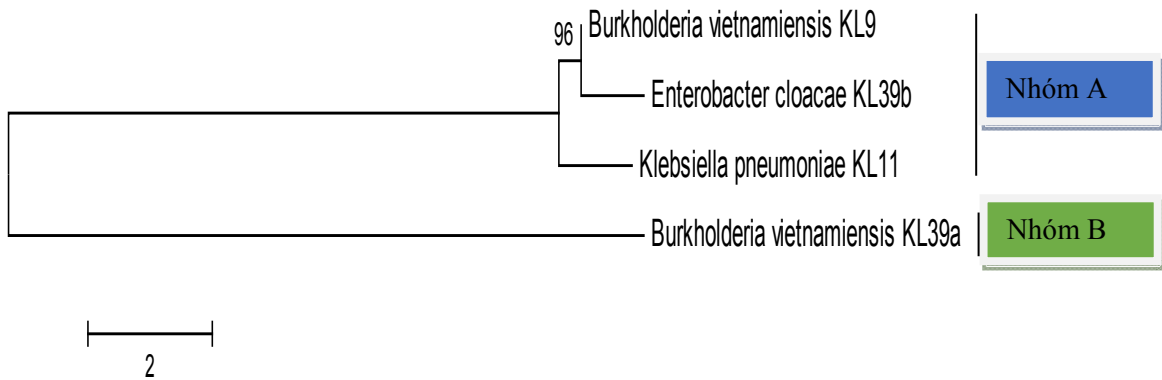 96
Burkholderia vietnamiensis KL9
Enterobacter cloacae KL39b
Nhóm A
Klebsiella pneumoniae KL11
Burkholderia vietnamiensis KL39a
Nhóm B
2